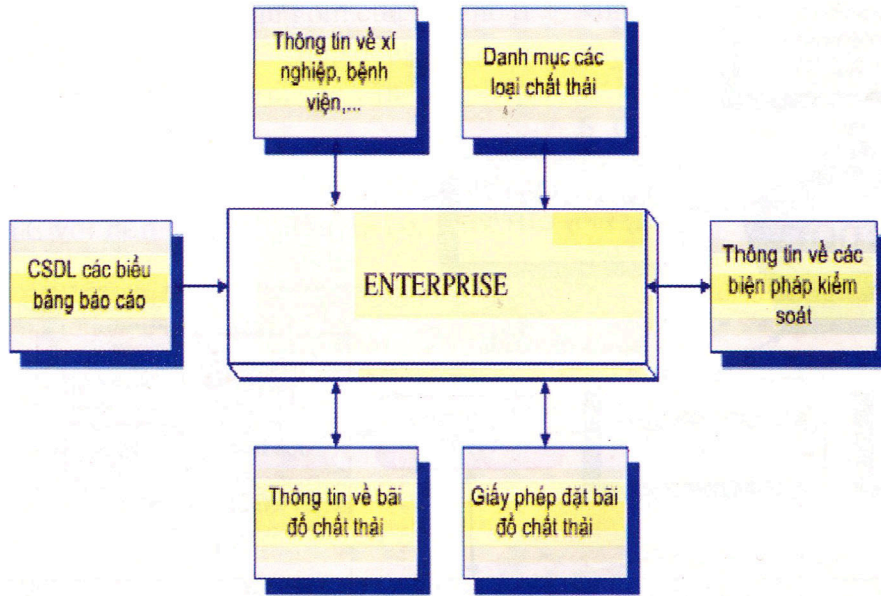 Thông tin về xí
nghiệp, bệnh
viện,...
Danh mục các
loại chất thải
CSDL các biểu
bảng báo cáo
ENTERPRISE
Thông tin về các
biện pháp kiểm
soát
Thông tin về bãi
đổ chất thải
Giấy phép đặt bãi
đổ chất thải